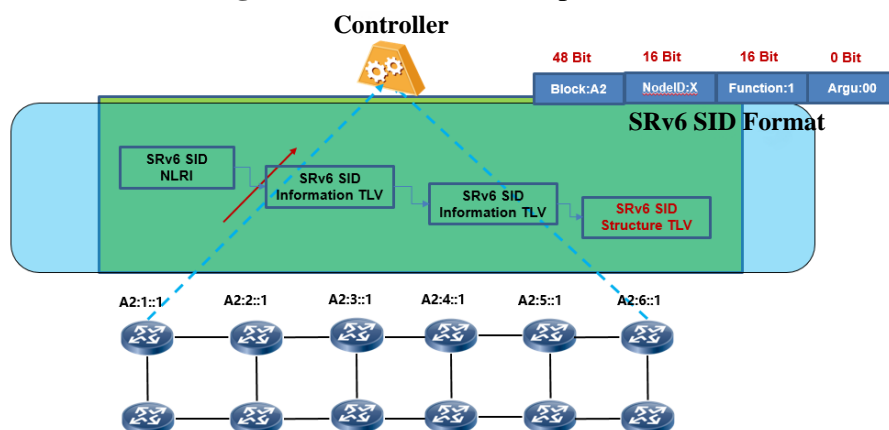 Controller
48 Bit
16 Bit
16 Bit
0 Bit
Block:A2
NodeID:X
Function:1
Argu:00
SRv6 SID Format
SRv6 SID
NLRI
SRv6 SID
Information TLV
SRv6 SID
Information TLV
SRv6 SID
Structure TLV
A2:1::1
A2:2::1
A2:3::1
A2:4::1
A2:5::1
A2:6::1